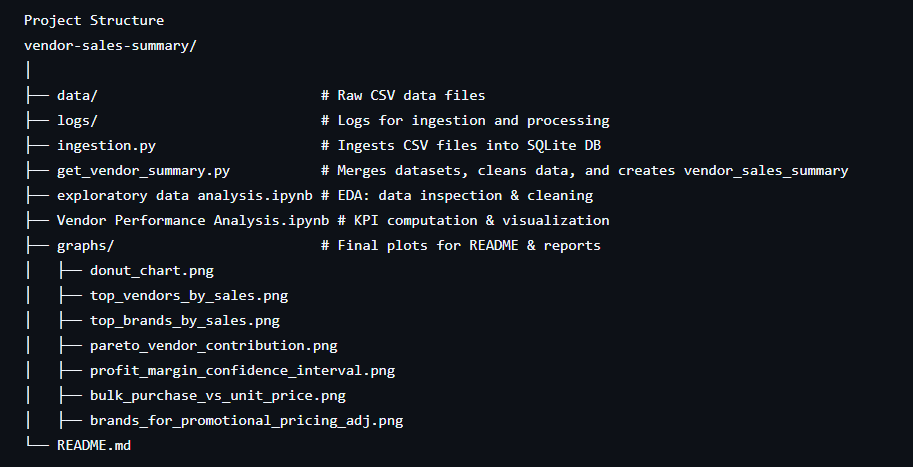 Project Structure
vendor-sales-summary/
│
├── data/                           # Raw CSV data files
├── logs/                           # Logs for ingestion and processing
├── ingestion.py                    # Ingests CSV files into SQLite DB
├── get_vendor_summary.py           # Merges datasets, cleans data, and creates vendor_sales_summary
├── exploratory data analysis.ipynb # EDA: data inspection & cleaning
├── Vendor Performance Analysis.ipynb # KPI computation & visualization
├── graphs/                         # Final plots for README & reports
│   ├── donut_chart.png
│   ├── top_vendors_by_sales.png
│   ├── top_brands_by_sales.png
│   ├── pareto_vendor_contribution.png
│   ├── profit_margin_confidence_interval.png
│   ├── bulk_purchase_vs_unit_price.png
│   ├── brands_for_promotional_pricing_adj.png
└── README.md